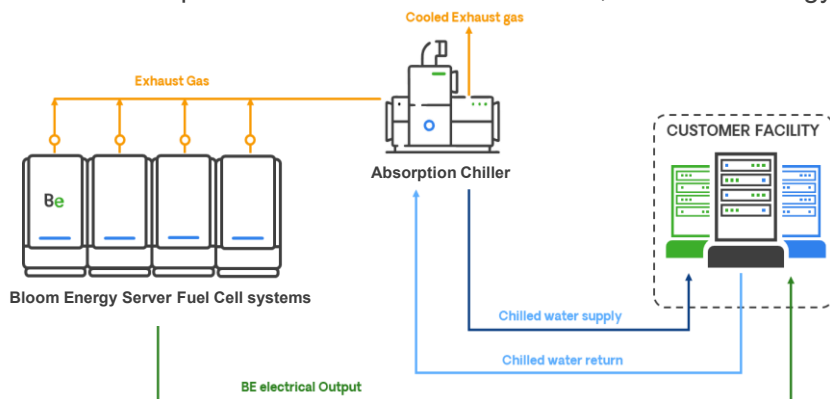 Cooled Exhaust gas
Exhaust Gas
CUSTOMER FACILITY
Be
Absorption Chiller
Bloom Energy Server Fuel Cell systems
Chilled water supply
Chilled water return
BE electrical Output